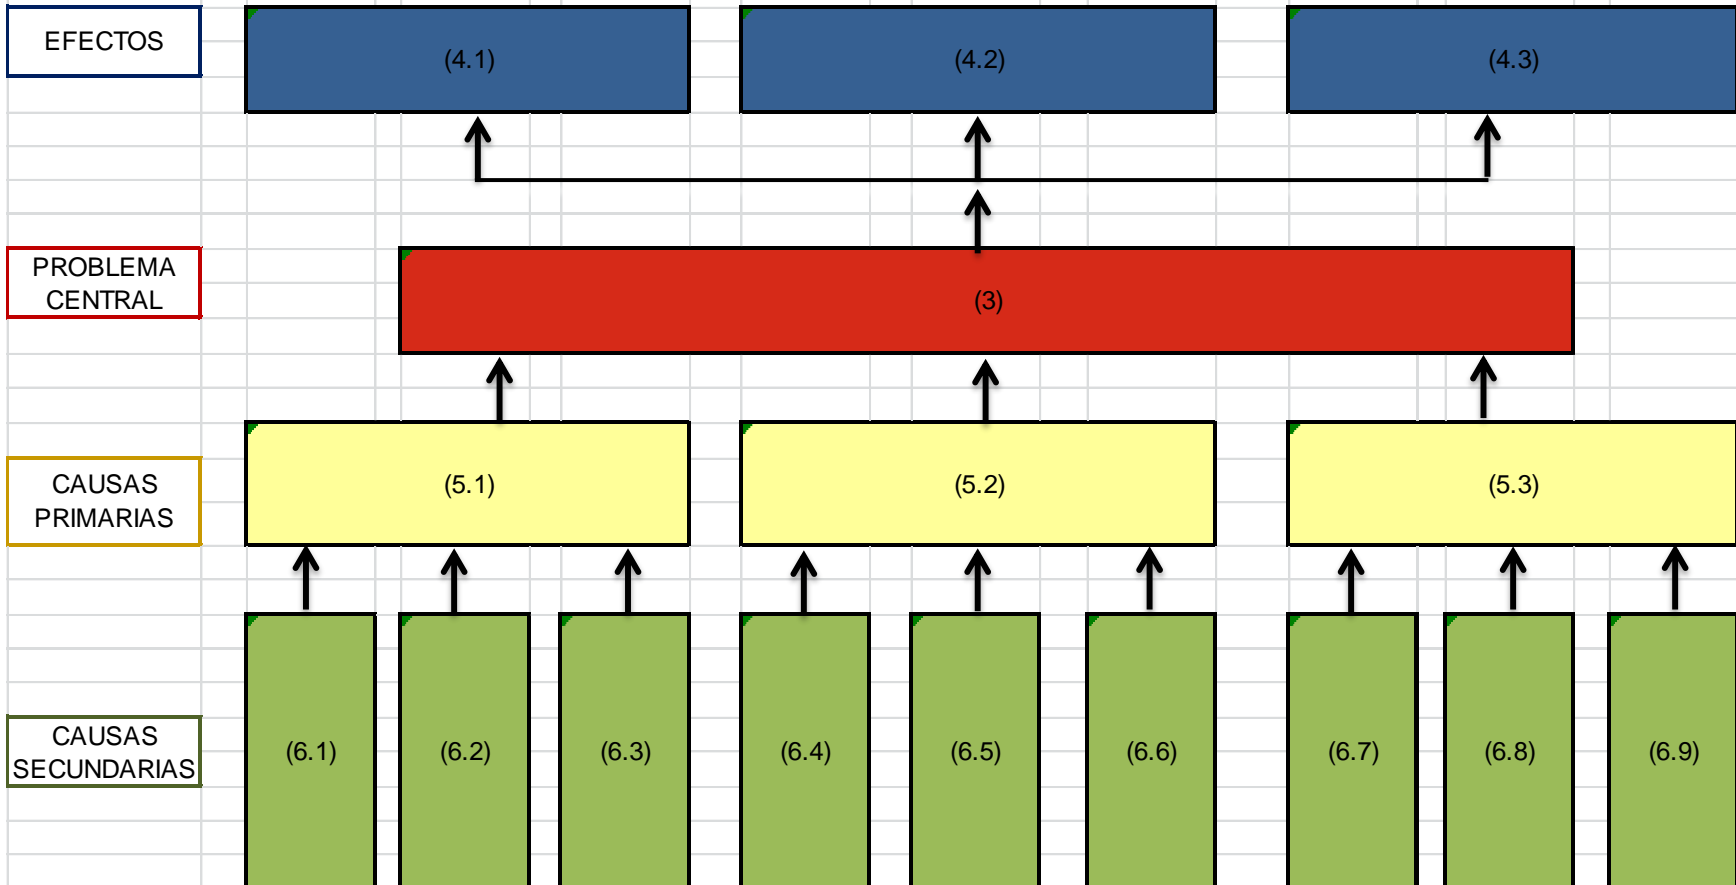 EFECTOS
(4.1)
(4.2)
(4.3)
PROBLEMA
CENTRAL
(3)
CAUSAS
PRIMARIAS
(5.1)
(5.2)
(5.3)
CAUSAS
SECUNDARIAS
(6.1)
(6.2)
(6.3)
(6.4)
(6.5)
(6.6)
(6.7)
(6.8)
(6.9)